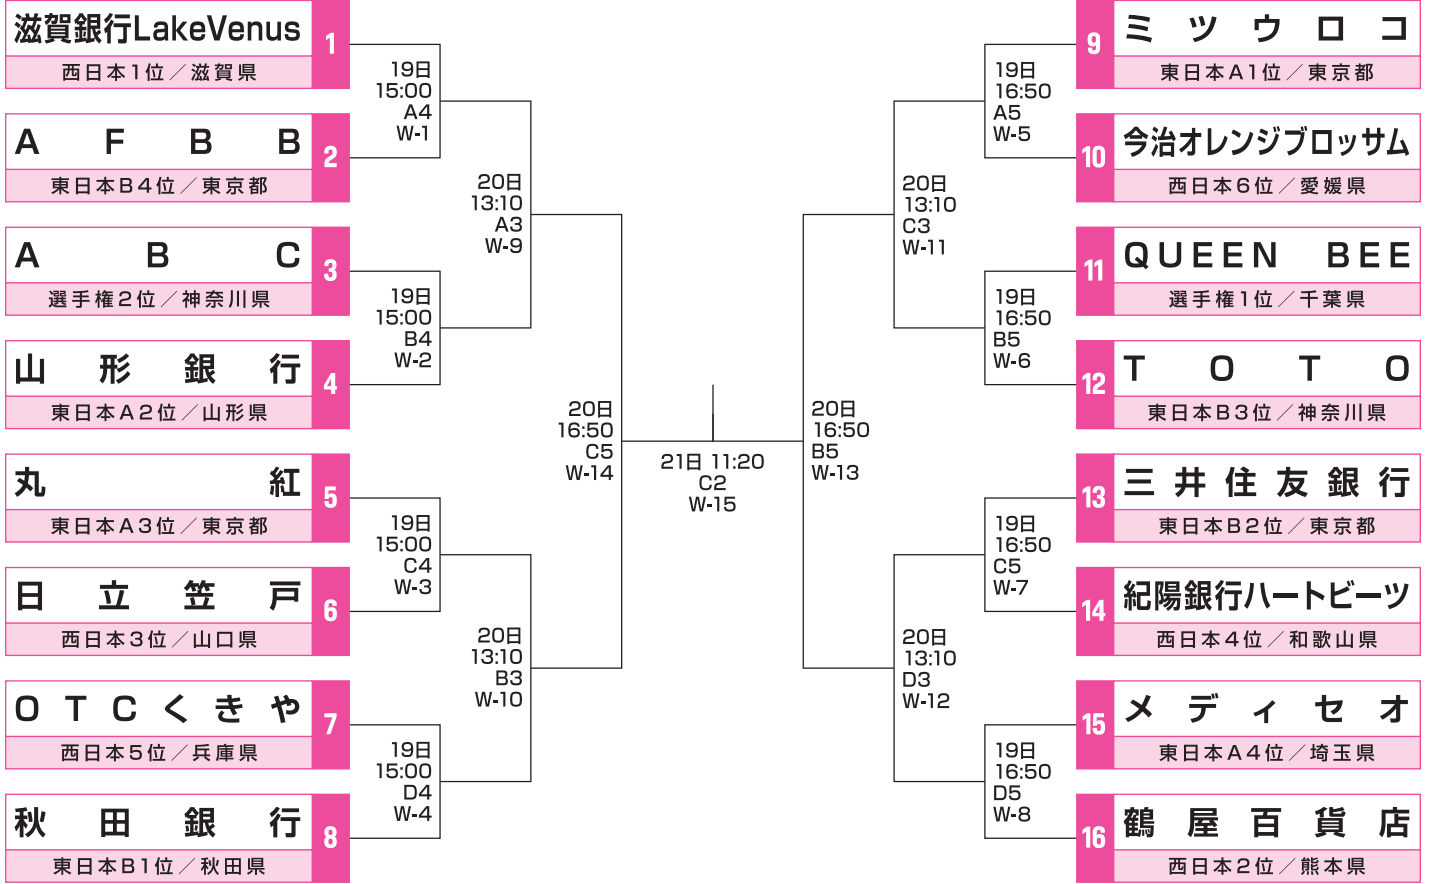 滋賀銀行LakeVenus
西日本1位／滋賀県
1
AFBB
東日本B4位／東京都
2
ABC
選手権2位／神奈川県
3
山形銀行
東日本A2位／山形県
4
丸紅
東日本A3位／東京都
5
日立笠戸
西日本3位／山口県
6
OTCくきや
西日本5位／兵庫県
7
秋田銀行
東日本B1位／秋田県
8
19日
15:00
A4
W-1
19日
15:00
B4
W-2
19日
15:00
C4
W-3
19日
15:00
D4
W-4
20日
13:10
A3
W-9
20日
13:10
B3
W-10
20日
16:50
C5
W-14
21日 11:20
C2
W-15
20日
16:50
B5
W-13
20日
13:10
C3
W-11
20日
13:10
D3
W-12
19日
16:50
A5
W-5
19日
16:50
B5
W-6
19日
16:50
C5
W-7
19日
16:50
D5
W-8
9
ミツウロコ
東日本A1位／東京都
10
今治オレンジブロッサム
西日本6位／愛媛県
11
QUEEN BEE
選手権1位／千葉県
12
TOTO
東日本B3位／神奈川県
13
三井住友銀行
東日本B2位／東京都
14
紀陽銀行ハートビーツ
西日本4位／和歌山県
15
メディセオ
東日本A4位／埼玉県
16
鶴屋百貨店
西日本2位／熊本県